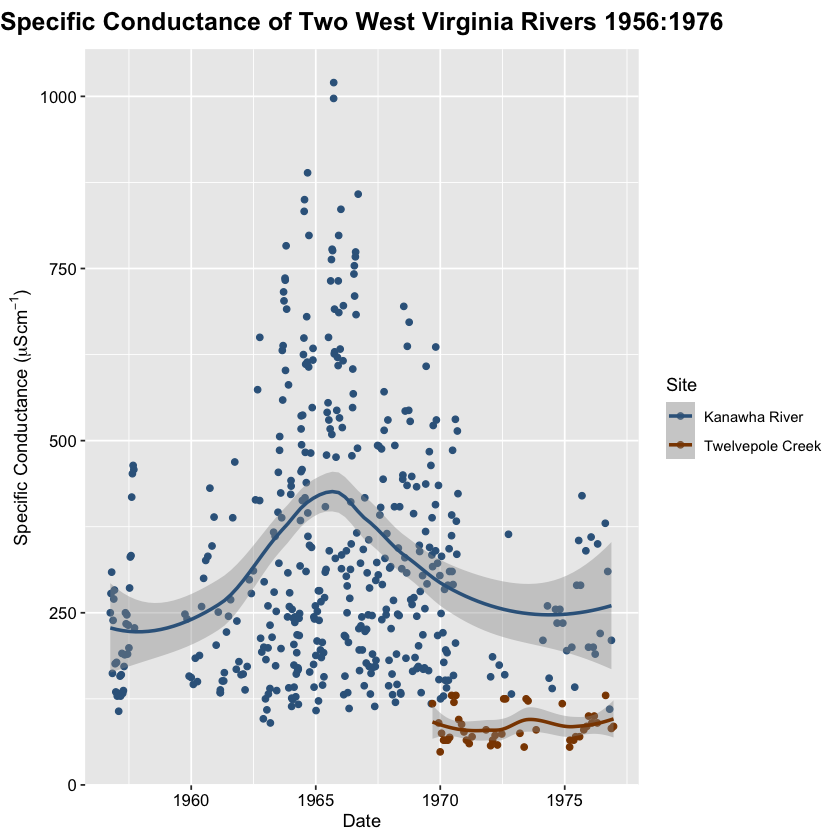 Specific Conductance of Two West Virginia Rivers 1956:1976
1000
750
500
250
0
Specific Conductance (μScm⁻¹)
1960 1965 1970 1975
Date
Site
Kanawha River
Twelvepole Creek